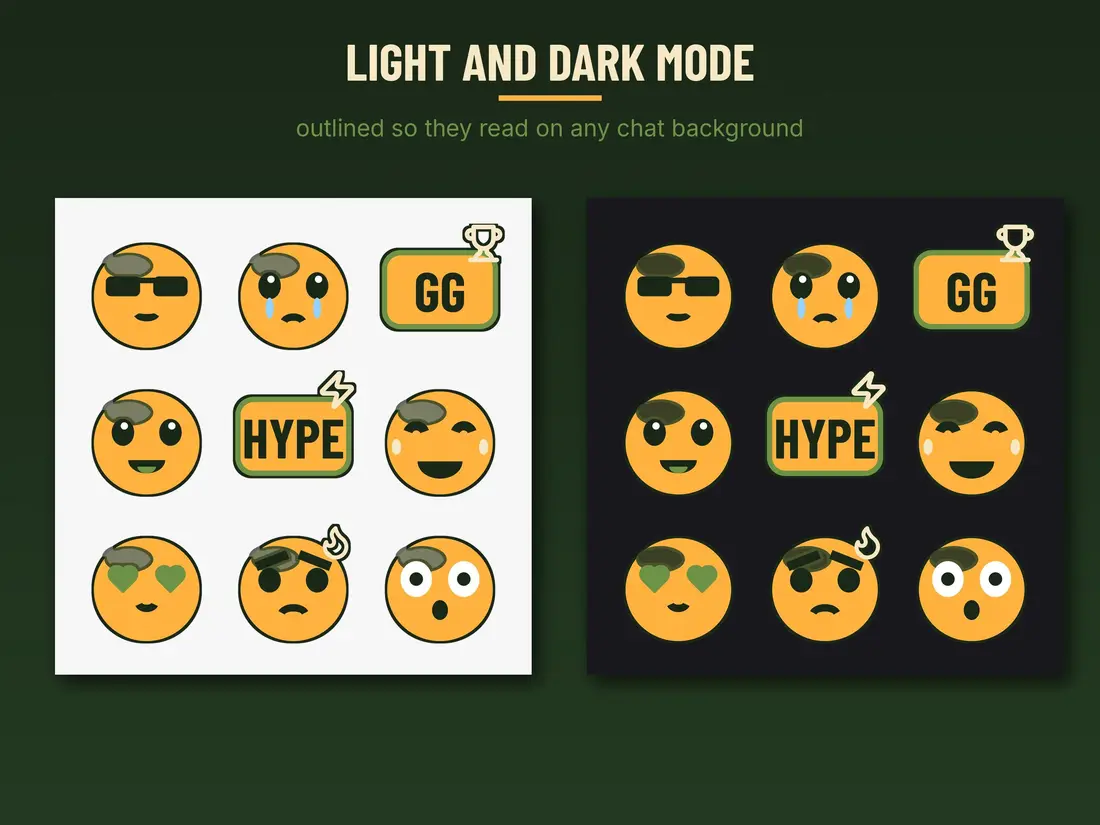 LIGHT AND DARK MODE
outlined so they read on any chat background
GG
HYPE
GG
HYPE